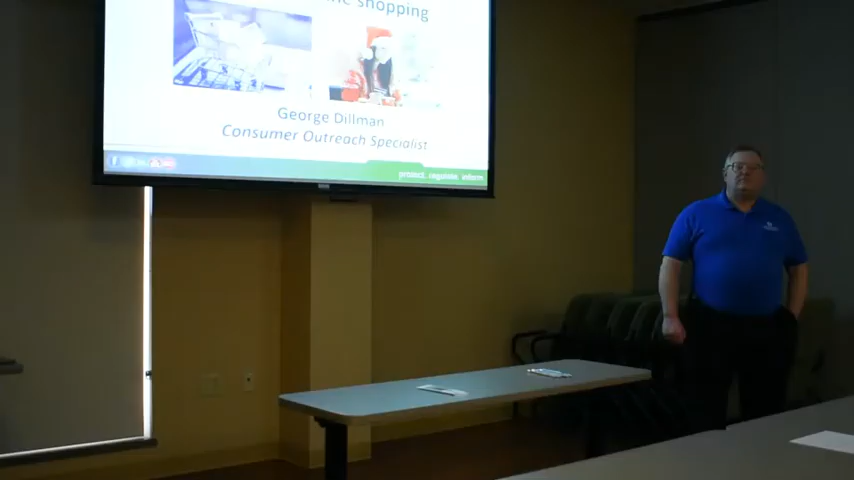 shopping
George Dillman
Consumer Outreach Specialist
protect. regulate. inform